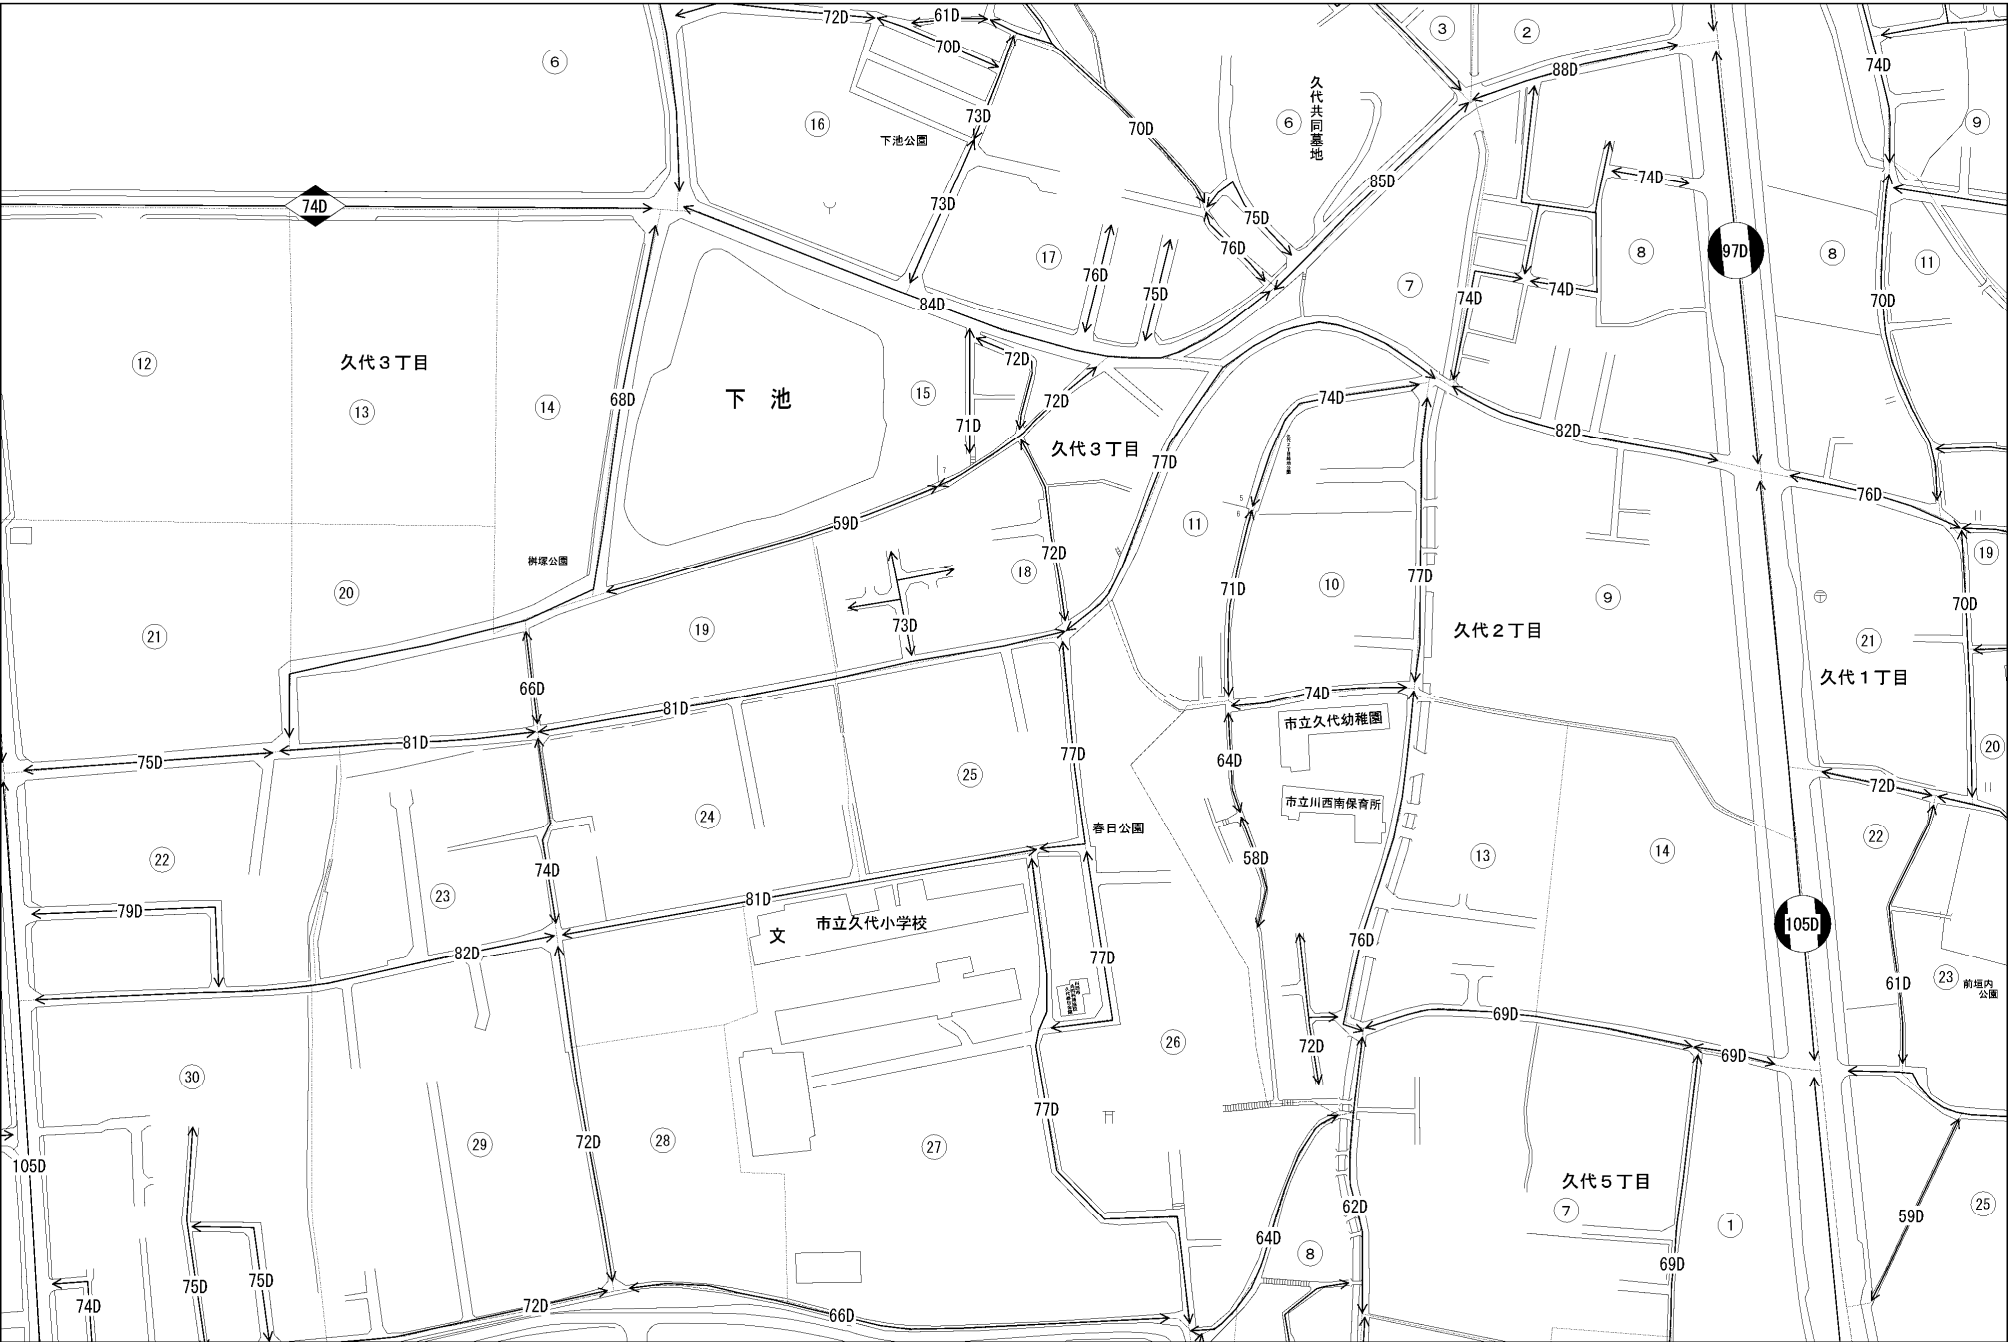 72D
61D
70D
③
②
⑥
88D
74D
⑯
下池公園
73D
70D
⑥
久代共同墓地
⑨
74D
73D
85D
74D
75D
76D
97D
⑧
⑧
⑪
⑰
76D
75D
⑦
74D
74D
70D
84D
72D
⑫
久代3丁目
⑬
⑭
68D
下 池
⑮
71D
72D
久代3丁目
77D
74D
82D
76D
7
5
6
59D
⑪
72D
⑱
桝塚公園
⑳
㉑
⑲
73D
71D
⑩
77D
⑨
久代2丁目
⑲
70D
㉑
久代1丁目
66D
81D
81D
75D
74D
市立久代幼稚園
77D
64D
㉕
⑳
72D
市立川西南保育所
㉔
春日公園
㉒
㉒
58D
⑬
⑭
74D
㉓
81D
79D
市立久代小学校
文
105D
82D
76D
77D
61D
㉓
前垣内
公園
69D
㉖
72D
69D
㉚
77D
72D
㉙
㉘
㉗
105D
久代5丁目
⑦
62D
①
59D
㉕
64D
⑧
69D
75D
75D
74D
72D
66D